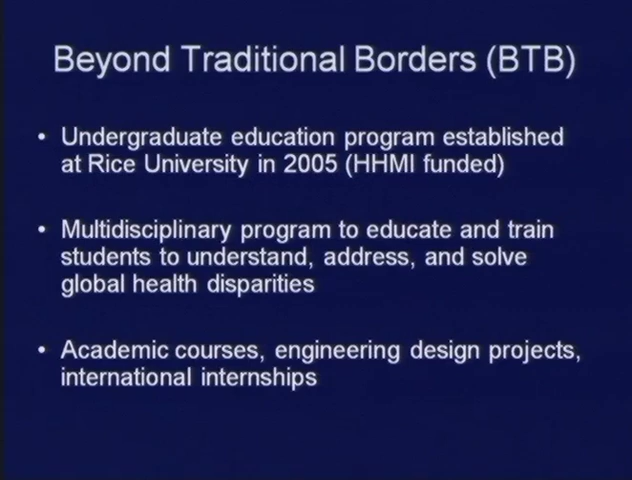 Beyond Traditional Borders (BTB)
• Undergraduate education program established
at Rice University in 2005 (HHMI funded)
• Multidisciplinary program to educate and train
students to understand, address, and solve
global health disparities
• Academic courses, engineering design projects,
international internships